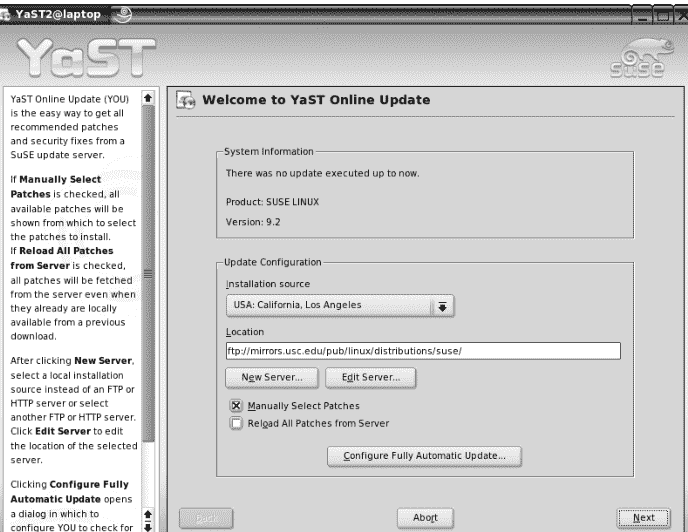 YaST2@laptop
YaST
SUSE
YaST Online Update (YOU)
is the easy way to get all
recommended patches
and security fixes from a
SuSE update server.
If Manually Select
Patches is checked, all
available patches will be
shown from which to select
the patches to install.
If Reload All Patches
from Server is checked,
all patches will be fetched
from the server even when
they already are locally
available from a previous
download.
After clicking New Server,
select a local installation
source instead of an FTP or
HTTP server or select
another FTP or HTTP server.
Click Edit Server to edit
the location of the selected
server.
Clicking Configure Fully
Automatic Update opens
a dialog in which to
configure YOU to check for
Welcome to YaST Online Update
System Information
There was no update executed up to now.
Product: SUSE LINUX
Version: 9.2
Update Configuration
Installation source
USA: California, Los Angeles
Location
ftp://mirrors.usc.edu/pub/linux/distributions/suse/
New Server...
Edit Server...
Manually Select Patches
Reload All Patches from Server
Configure Fully Automatic Update...
Back
Abort
Next